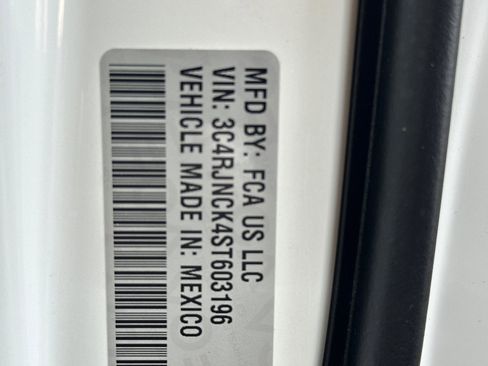 MFD BY: FCA US LLC
VIN: 3C4RJNCK4ST603196
VEHICLE MADE IN: MEXICO